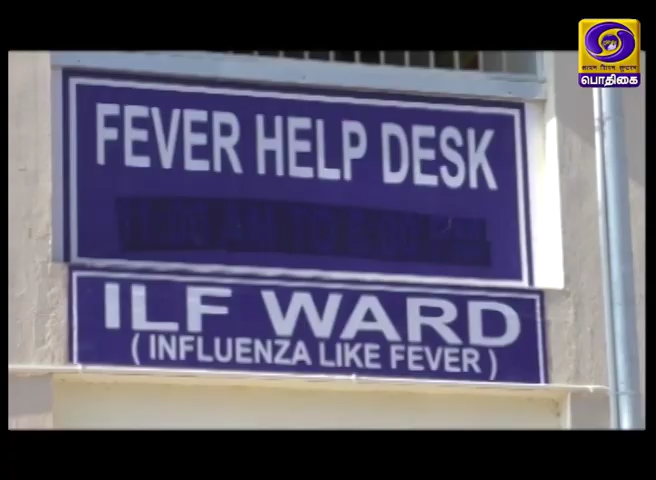 பொதிகை
FEVER HELP DESK
ILF WARD
(INFLUENZA LIKE FEVER)